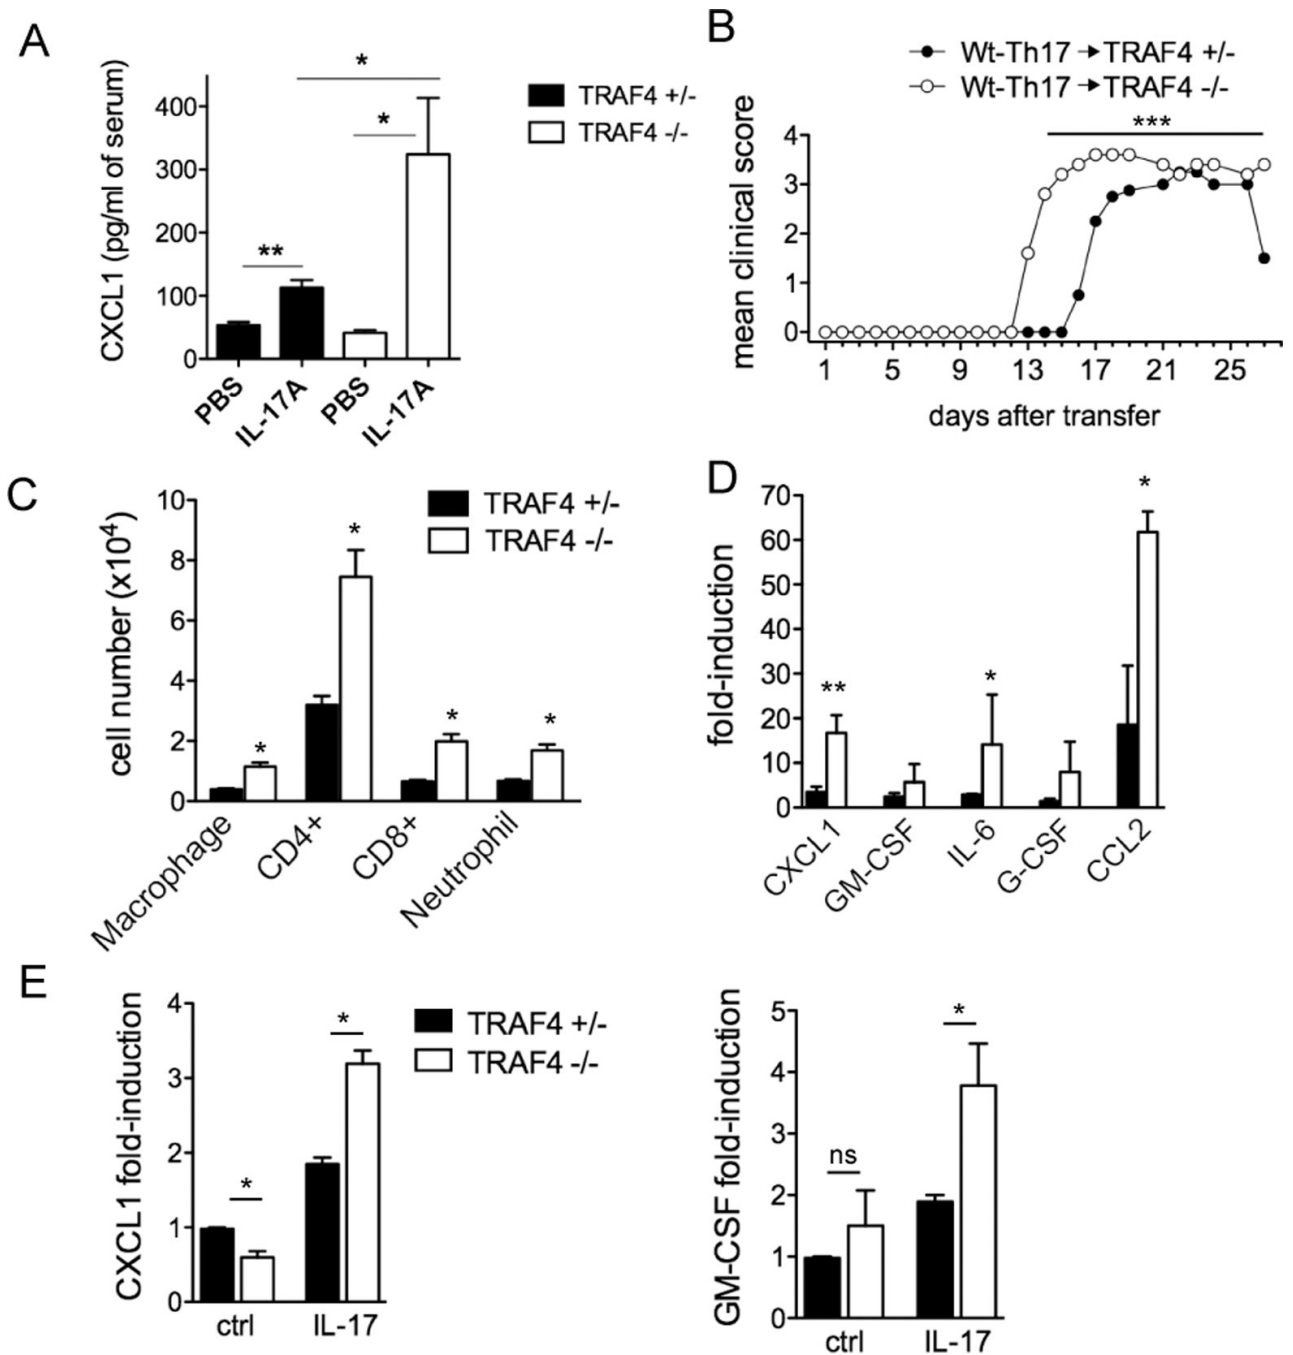 A
CXCL1 (pg/ml of serum)
400
300
200
100
0
*
*
**
PBS
IL-17A
PBS
IL-17A
TRAF4 +/-
TRAF4 -/-
B
Wt-Th17 → TRAF4 +/-
Wt-Th17 → TRAF4 -/-
mean clinical score
***
4
3
2
1
0
1 5 9 13 17 21 25
days after transfer
C
cell number (x10⁴)
10
8
6
4
2
0
*
*
*
*
TRAF4 +/-
TRAF4 -/-
Macrophage
CD4+
CD8+
Neutrophil
D
fold-induction
70
60
50
40
30
20
10
0
**
*
*
CXCL1
GM-CSF
IL-6
G-CSF
CCL2
E
CXCL1 fold-induction
4
3
2
1
0
*
*
ctrl IL-17
TRAF4 +/-
TRAF4 -/-
GM-CSF fold-induction
5
4
3
2
1
0
ns
*
ctrl IL-17